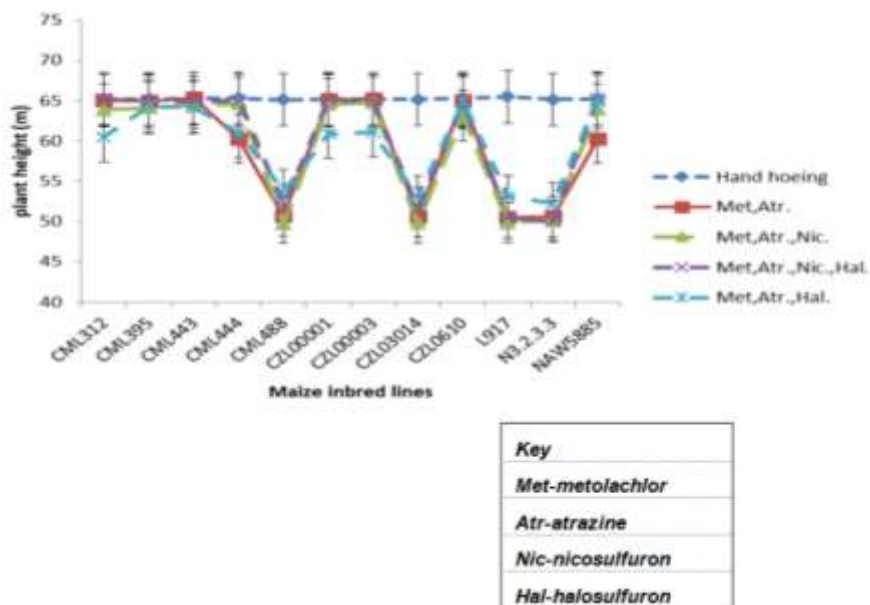 75
70
65
60
55
50
45
40
plant height (m)
CML312
CML395
CML443
CML444
CML488
CZL00001
CZL00003
CZL03014
CZL0610
L917
N3.2.3.3
NAW5885
Maize inbred lines
Hand hoeing
Met,Atr.
Met,Atr.,Nic.
Met,Atr.,Nic.,Hal.
Met,Atr.,Hal.
Key
Met-metolachlor
Atr-atrazine
Nic-nicosulfuron
Hal-halosulfuron